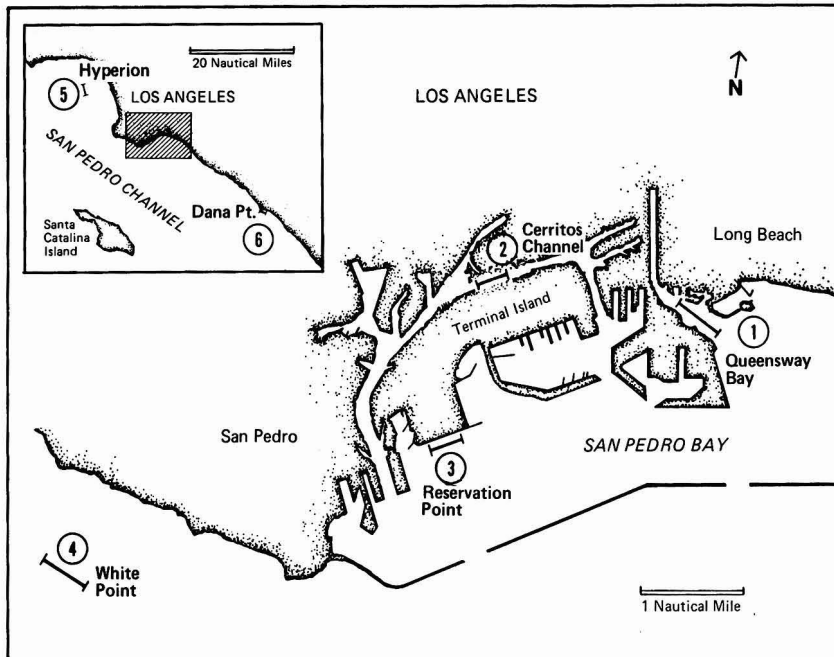 Hyperion
5
20 Nautical Miles
LOS ANGELES
SAN PEDRO CHANNEL
Dana Pt.
6
Santa
Catalina
Island
LOS ANGELES
N
2
Cerritos
Channel
Long Beach
Terminal Island
1
Queensway
Bay
San Pedro
SAN PEDRO BAY
3
Reservation
Point
4
White
Point
1 Nautical Mile